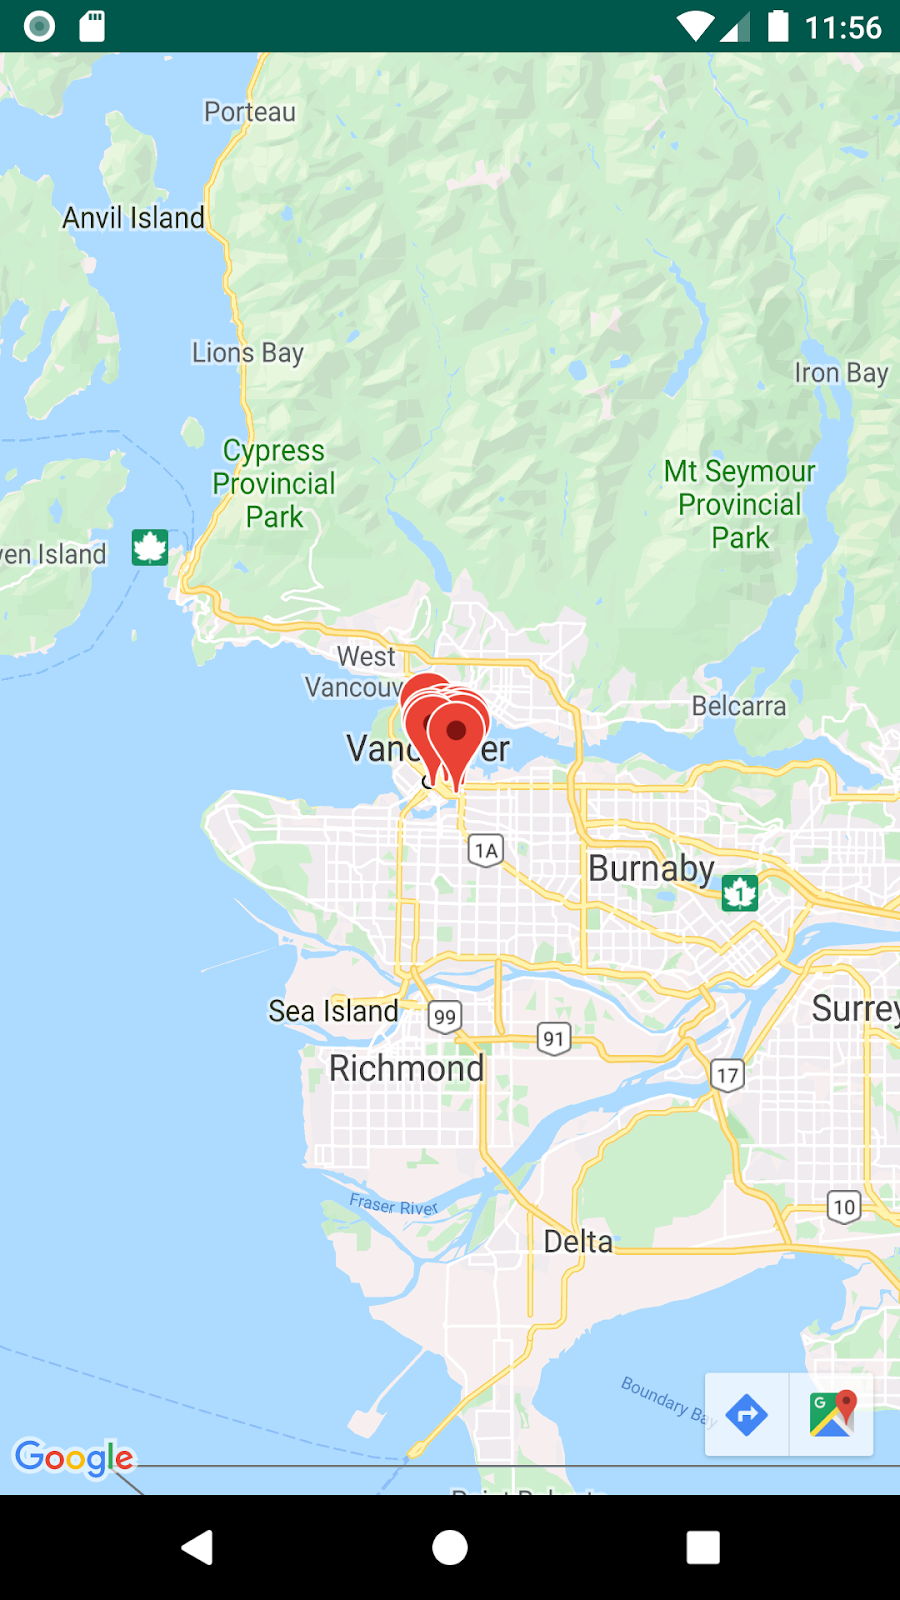 11:56
Porteau
Anvil Island
Lions Bay
Iron Bay
Cypress
Provincial
Park
Mt Seymour
Provincial
Park
ven Island
West
Vancouv
Belcarra
Vanc er
1A
Burnaby
1
Sea Island
99
Surrey
91
Richmond
17
Fraser River
10
Delta
Boundary Bay
G
Google